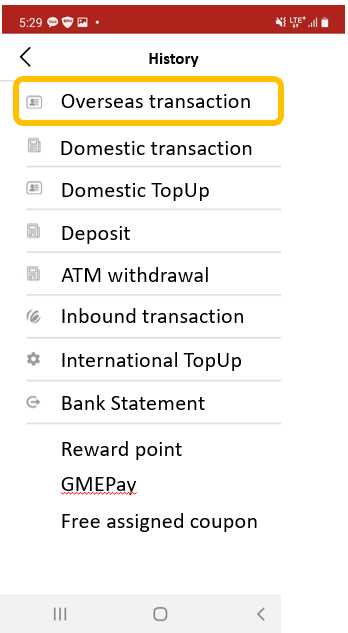 5:29
LTE+
History
Overseas transaction
Domestic transaction
Domestic TopUp
Deposit
ATM withdrawal
Inbound transaction
International TopUp
Bank Statement
Reward point
GMEPay
Free assigned coupon